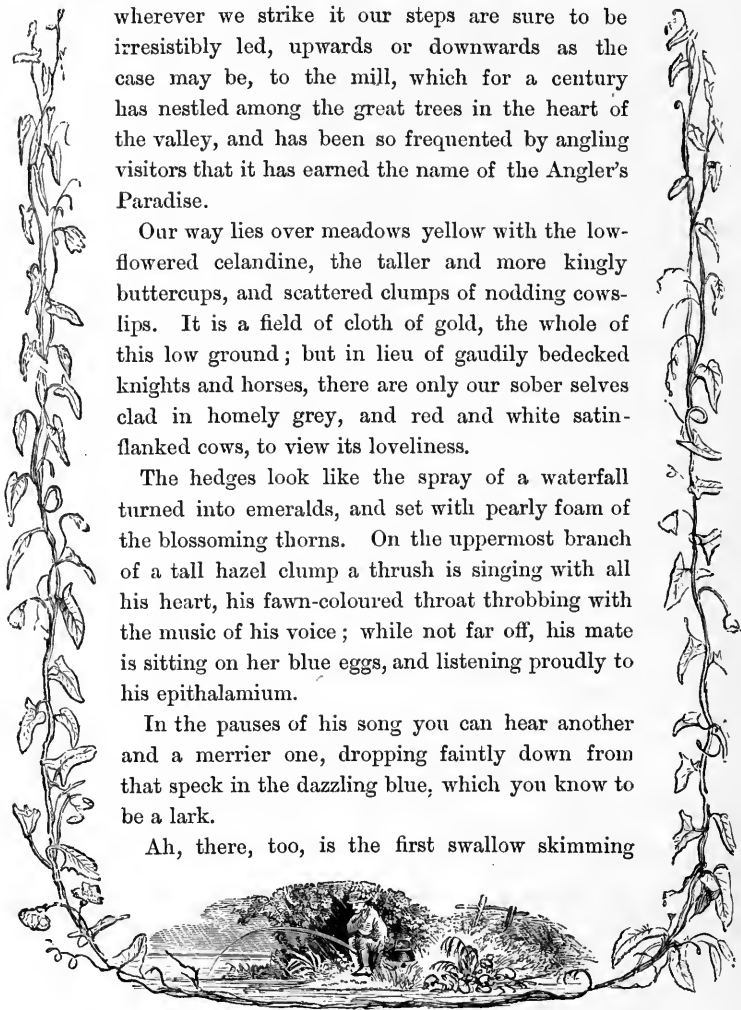 wherever we strike it our steps are sure to be
irresistibly led, upwards or downwards as the
case may be, to the mill, which for a century
has nestled among the great trees in the heart of
the valley, and has been so frequented by angling
visitors that it has earned the name of the Angler's
Paradise.
Our way lies over meadows yellow with the low-
flowered celandine, the taller and more kingly
buttercups, and scattered clumps of nodding cows-
lips. It is a field of cloth of gold, the whole of
this low ground; but in lieu of gaudily bedecked
knights and horses, there are only our sober selves
clad in homely grey, and red and white satin-
flanked cows, to view its loveliness.
The hedges look like the spray of a waterfall
turned into emeralds, and set with pearly foam of
the blossoming thorns. On the uppermost branch
of a tall hazel clump a thrush is singing with all
his heart, his fawn-coloured throat throbbing with
the music of his voice; while not far off, his mate
is sitting on her blue eggs, and listening proudly to
his epithalamium.
In the pauses of his song you can hear another
and a merrier one, dropping faintly down from
that speck in the dazzling blue, which you know to
be a lark.
Ah, there, too, is the first swallow skimming